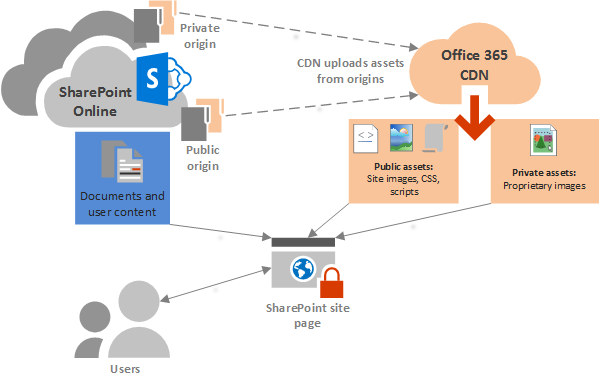 Private
origin
Office 365
CDN
CDN uploads assets
from origins
S
SharePoint
Online
Public
origin
<>
Public assets:
Site images, CSS,
scripts
Private assets:
Proprietary images
Documents and
user content
SharePoint site
page
Users